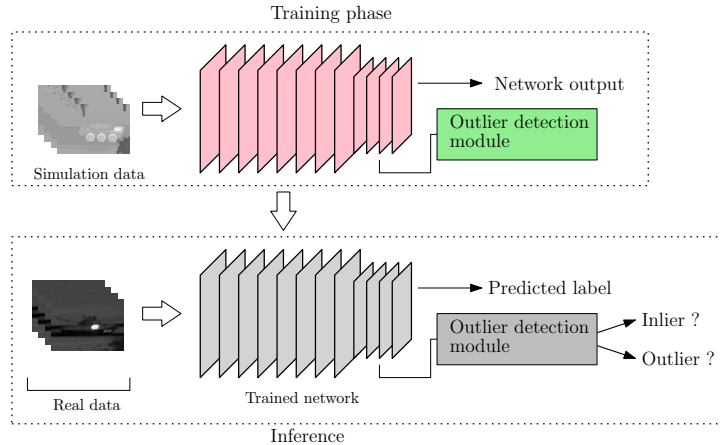 Training phase
Network output
Outlier detection
module
Simulation data
Predicted label
Outlier detection
module
Inlier ?
Outlier ?
Real data
Trained network
Inference